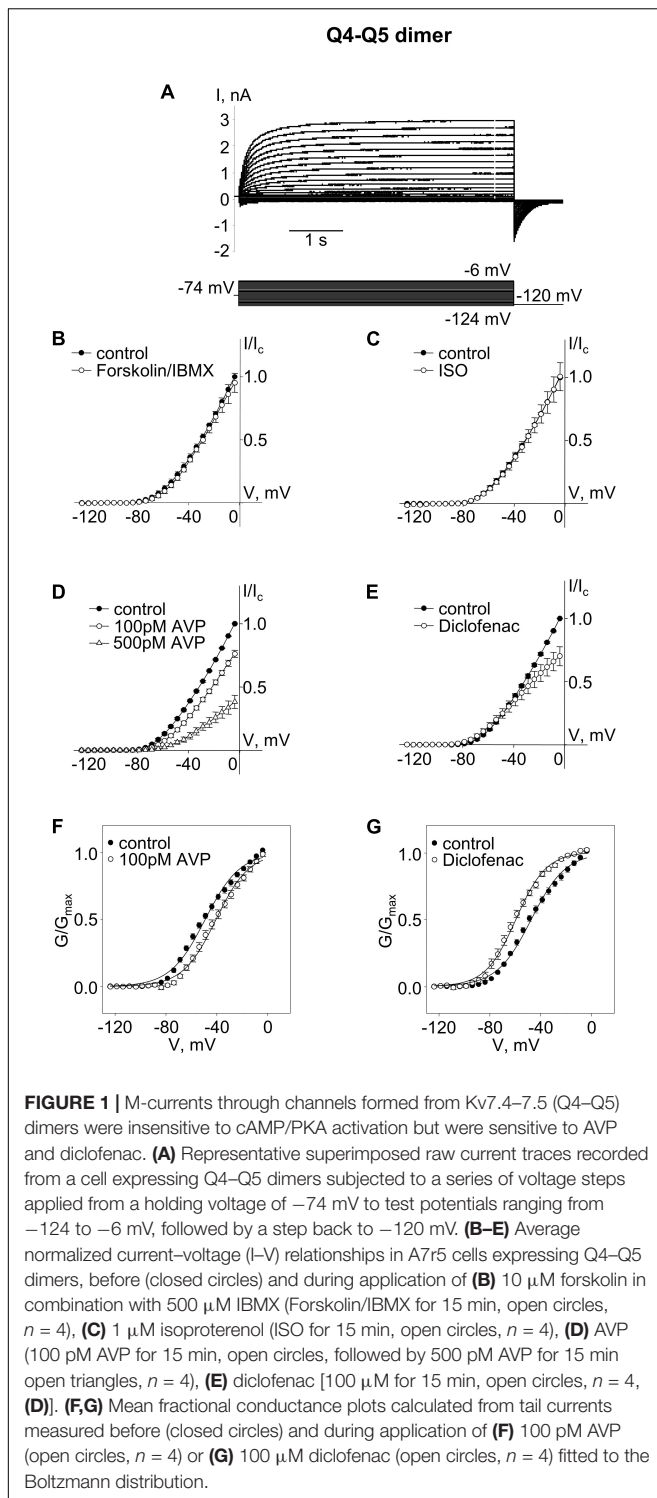 Q4-Q5 dimer
A
I, nA
3
2
1
0
-1
-2
1 s
-74 mV
-6 mV
-120 mV
-124 mV
B
control
Forskolin/IBMX
I/Ic
1.0
0.5
V, mV
-120 -80 -40 0
C
control
ISO
I/Ic
1.0
0.5
V, mV
-120 -80 -40 0
D
control
100pM AVP
500pM AVP
I/Ic
1.0
0.5
V, mV
-120 -80 -40 0
E
control
Diclofenac
I/Ic
1.0
0.5
V, mV
-120 -80 -40 0
F
control
100pM AVP
1.0
0.5
0.0
G/Gmax
-120 -80 -40 0
V, mV
G
control
Diclofenac
1.0
0.5
0.0
G/Gmax
-120 -80 -40 0
V, mV
FIGURE 1 | M-currents through channels formed from Kv7.4–7.5 (Q4–Q5)
dimers were insensitive to cAMP/PKA activation but were sensitive to AVP
and diclofenac. (A) Representative superimposed raw current traces recorded
from a cell expressing Q4–Q5 dimers subjected to a series of voltage steps
applied from a holding voltage of −74 mV to test potentials ranging from
−124 to −6 mV, followed by a step back to −120 mV. (B–E) Average
normalized current–voltage (I–V) relationships in A7r5 cells expressing Q4–Q5
dimers, before (closed circles) and during application of (B) 10 μM forskolin in
combination with 500 μM IBMX (Forskolin/IBMX for 15 min, open circles,
n = 4), (C) 1 μM isoproterenol (ISO for 15 min, open circles, n = 4), (D) AVP
(100 pM AVP for 15 min, open circles, followed by 500 pM AVP for 15 min
open triangles, n = 4), (E) diclofenac [100 μM for 15 min, open circles, n = 4,
(D)]. (F,G) Mean fractional conductance plots calculated from tail currents
measured before (closed circles) and during application of (F) 100 pM AVP
(open circles, n = 4) or (G) 100 μM diclofenac (open circles, n = 4) fitted to the
Boltzmann distribution.